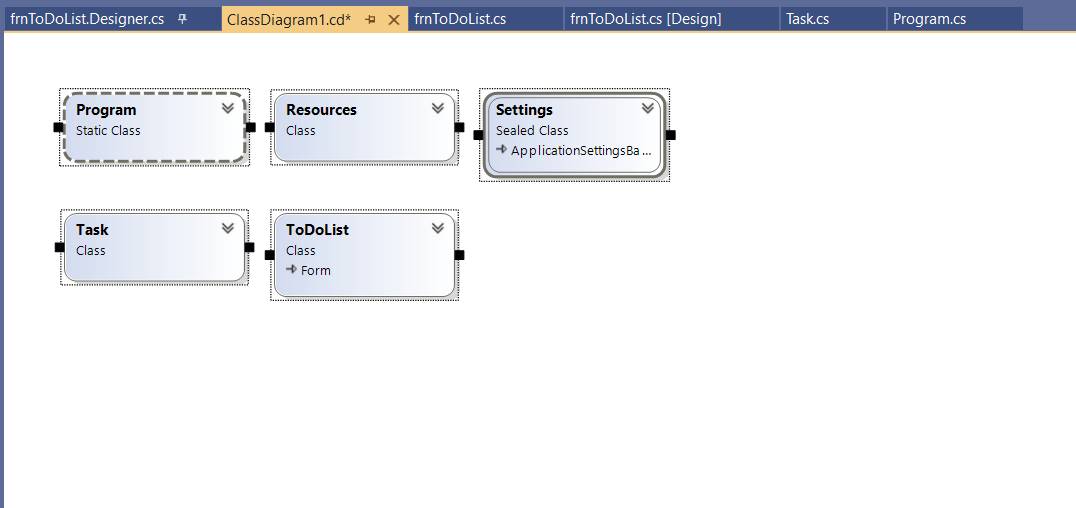 frnToDoList.Designer.cs ClassDiagram1.cd* frnToDoList.cs frnToDoList.cs [Design] Task.cs Program.cs
Program Resources Settings
Static Class Class Sealed Class
ApplicationSettingsBa...
Task ToDoList
Class Class
Form